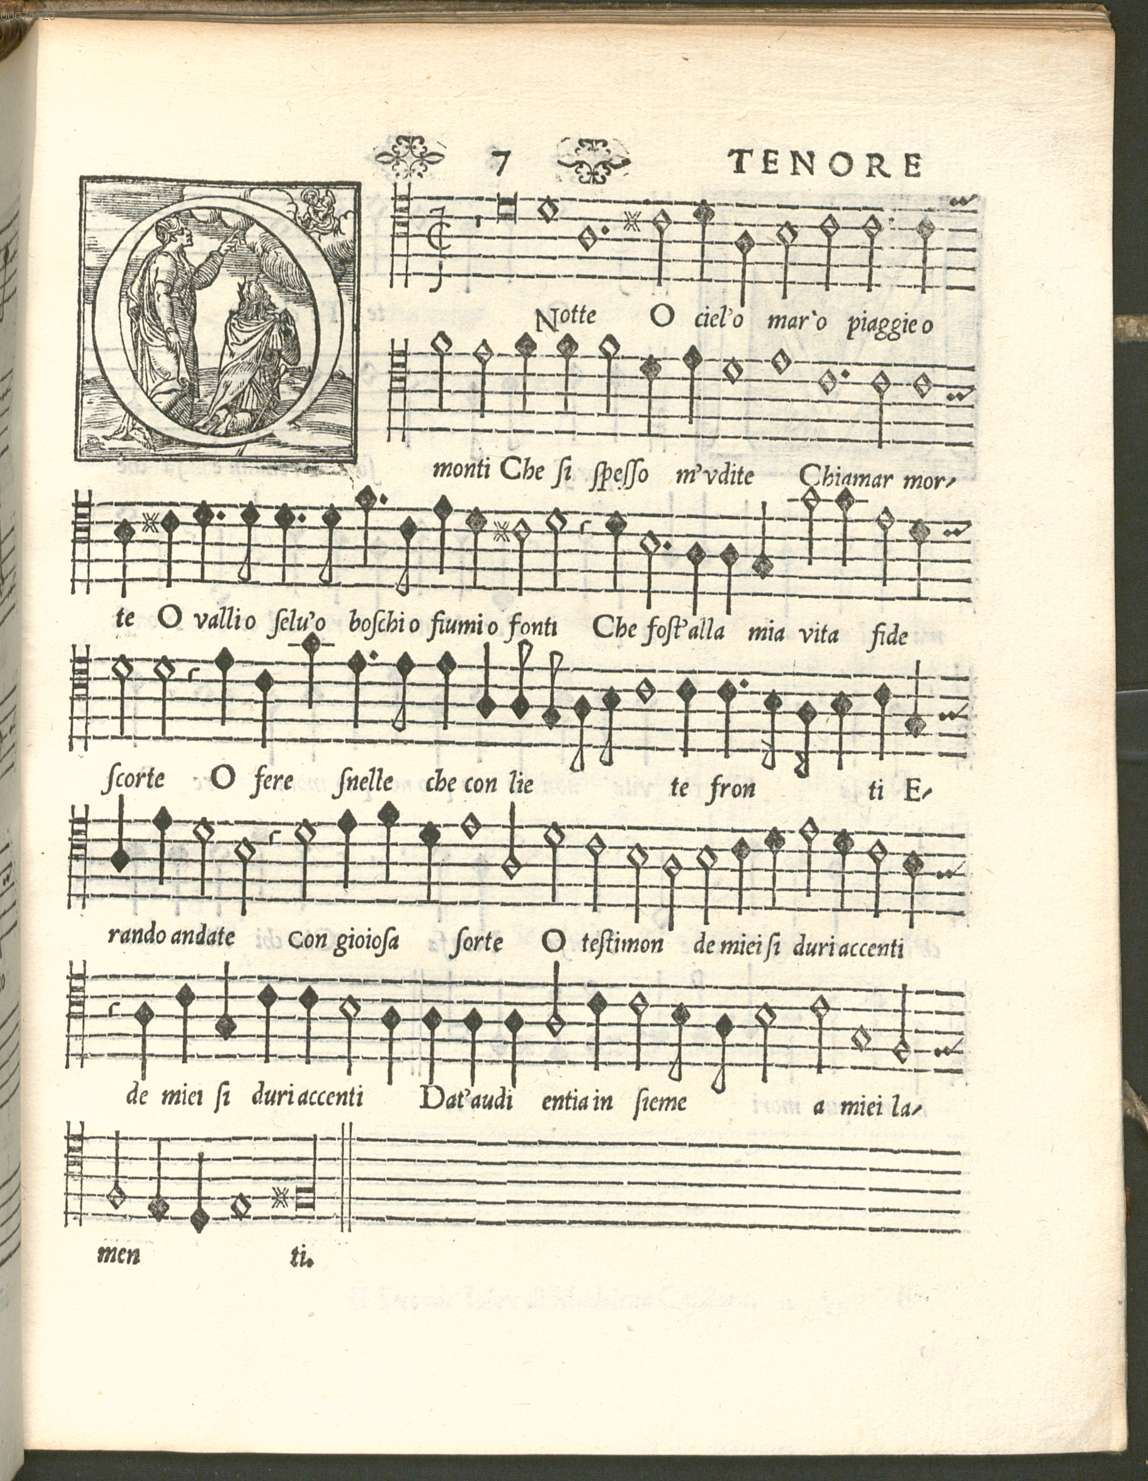 7 TENORE
O Notte O ciel'o mar'o piaggie o
monti Che ſi ſpeſſo m'vdite Chiamar mor-
te O valli o ſelu'o boſchi o fiumi o fonti Che foſt'alla mia vita fide
ſcorte O fere ſnelle che con lie te fron ti E-
rando andate Con gioioſa ſorte O teſtimon de miei ſi duri accenti
de miei ſi duri accenti Dat'audi entia in ſieme a miei la-
men ti.